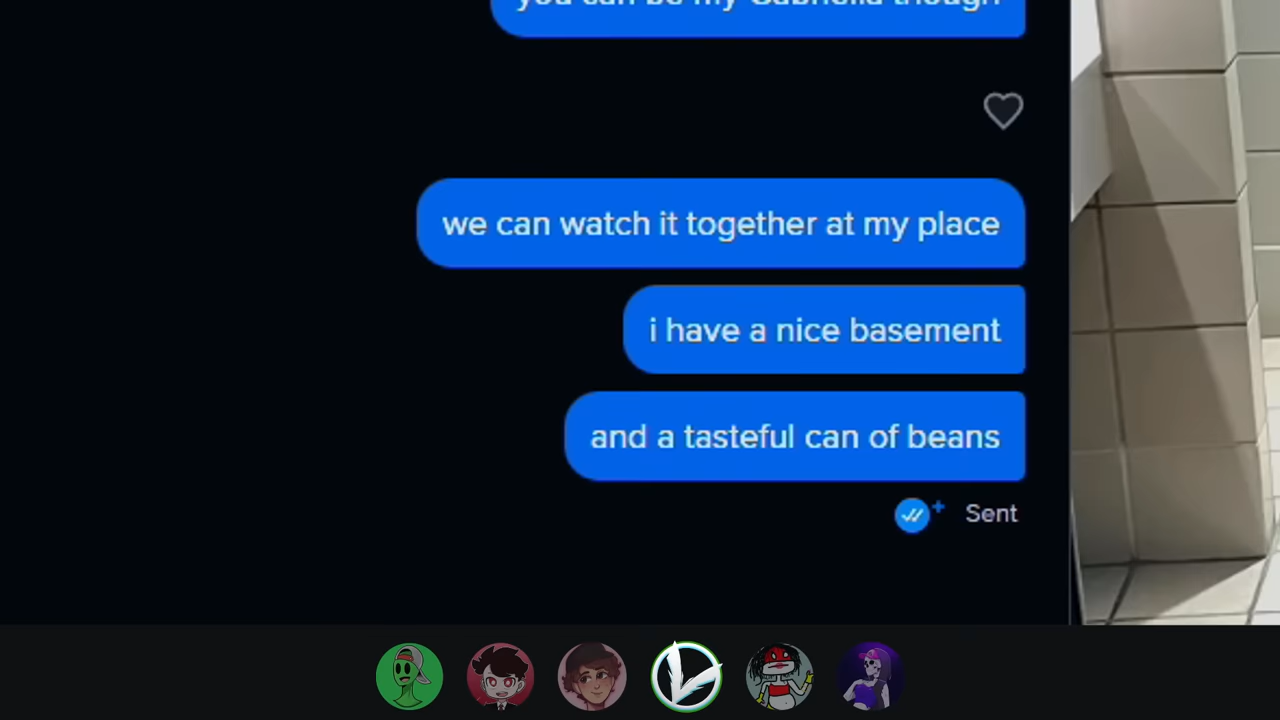 you can be my Gabriella though
we can watch it together at my place
i have a nice basement
and a tasteful can of beans
Sent